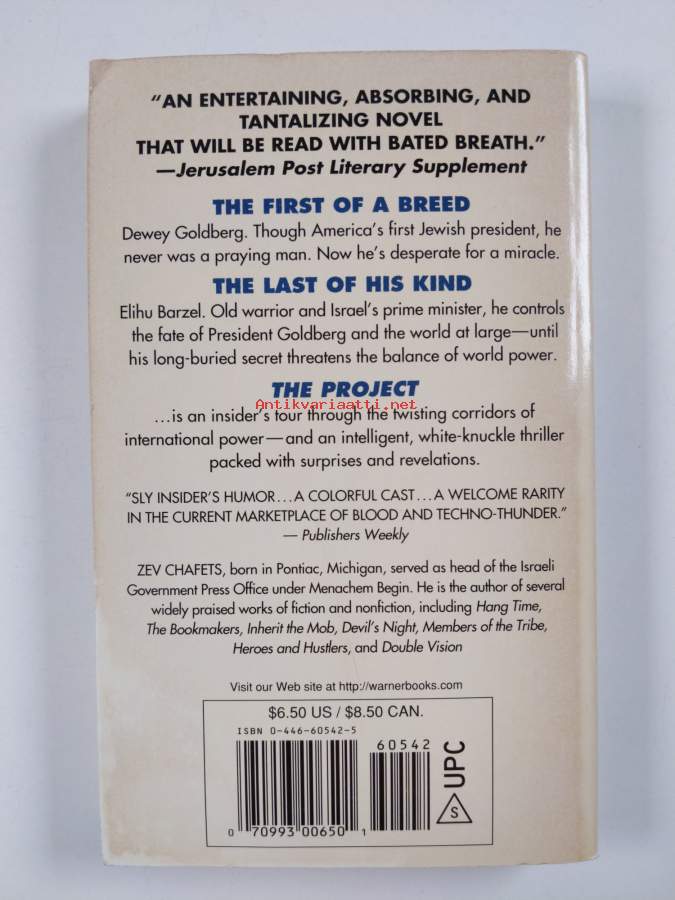 “AN ENTERTAINING, ABSORBING, AND
TANTALIZING NOVEL
THAT WILL BE READ WITH BATED BREATH.”
—Jerusalem Post Literary Supplement
THE FIRST OF A BREED
Dewey Goldberg. Though America’s first Jewish president, he
never was a praying man. Now he’s desperate for a miracle.
THE LAST OF HIS KIND
Elihu Barzel. Old warrior and Israel’s prime minister, he controls
the fate of President Goldberg and the world at large—until
his long-buried secret threatens the balance of world power.
THE PROJECT
Antikvariaatti.net
...is an insider’s tour through the twisting corridors of
international power—and an intelligent, white-knuckle thriller
packed with surprises and revelations.
“SLY INSIDER’S HUMOR...A COLORFUL CAST...A WELCOME RARITY
IN THE CURRENT MARKETPLACE OF BLOOD AND TECHNO-THUNDER.”
— Publishers Weekly
ZEV CHAFETS, born in Pontiac, Michigan, served as head of the Israeli
Government Press Office under Menachem Begin. He is the author of several
widely praised works of fiction and nonfiction, including Hang Time,
The Bookmakers, Inherit the Mob, Devil’s Night, Members of the Tribe,
Heroes and Hustlers, and Double Vision
Visit our Web site at http://warnerbooks.com
$6.50 US / $8.50 CAN.
ISBN 0-446-60542-5
60542
0 70993 00650 1
S UPC